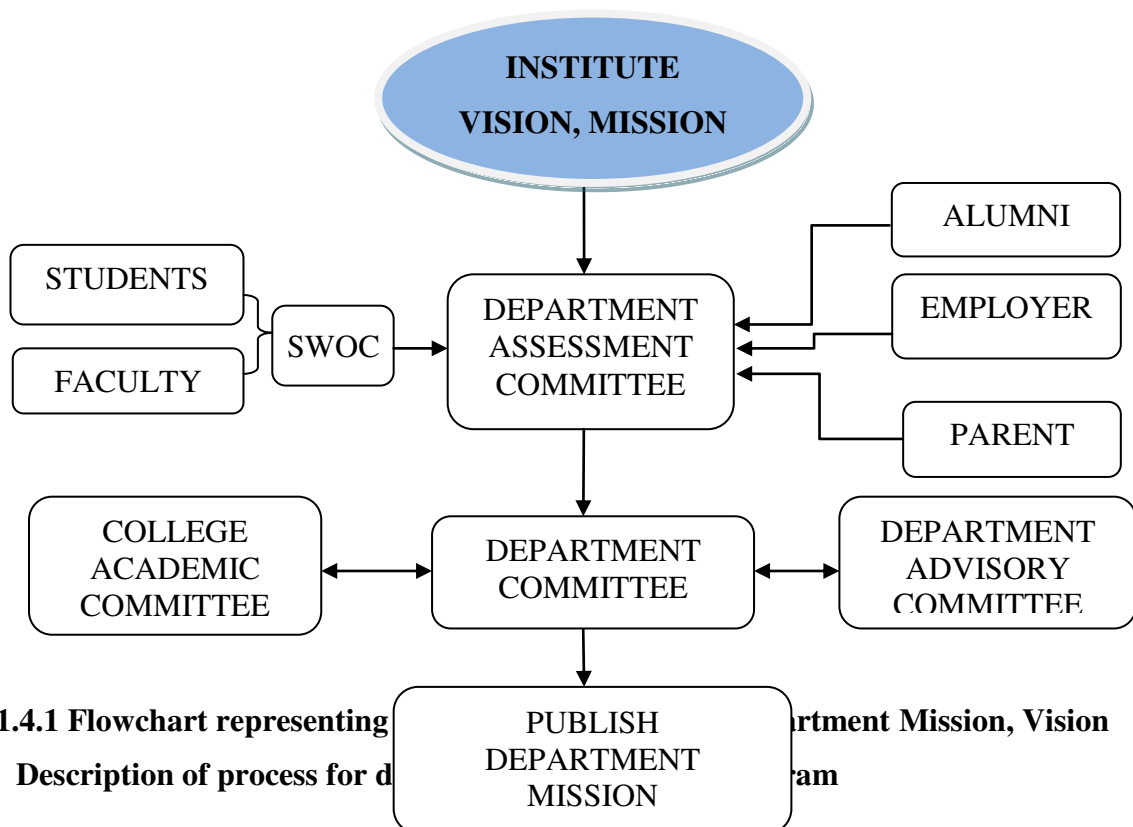 INSTITUTE
VISION, MISSION
ALUMNI
STUDENTS
DEPARTMENT
ASSESSMENT
COMMITTEE
EMPLOYER
SWOC
FACULTY
PARENT
COLLEGE
ACADEMIC
COMMITTEE
DEPARTMENT
COMMITTEE
DEPARTMENT
ADVISORY
COMMITTEE
PUBLISH
DEPARTMENT
MISSION
1.4.1 Flowchart representing artment Mission, Vision
Description of process for d ram